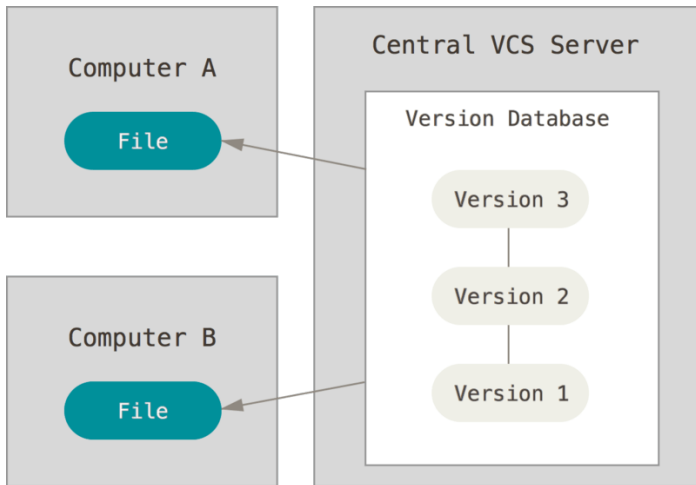 Computer A
File
Computer B
File
Central VCS Server
Version Database
Version 3
Version 2
Version 1